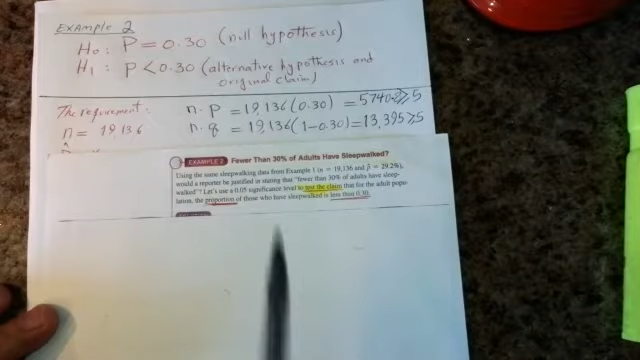 EXAMPLE 2
H0: P = 0.30 (null hypothesis)
H1: P < 0.30 (alternative hypothesis and
original claim)
The requirement:
n = 19,136
n.p = 19,136(0.30) = 5740.8 ≥ 5
n.q = 19,136(1-0.30) = 13,395 ≥ 5
EXAMPLE 2 Fewer Than 30% of Adults Have Sleepwalked?
Using the same sleepwalking data from Example 1 (n = 19,136 and p̂ = 29.2%),
would a reporter be justified in stating that "fewer than 30% of adults have sleep-
walked"? Let's use a 0.05 significance level to test the claim that for the adult popu-
lation, the proportion of those who have sleepwalked is less than 0.30.